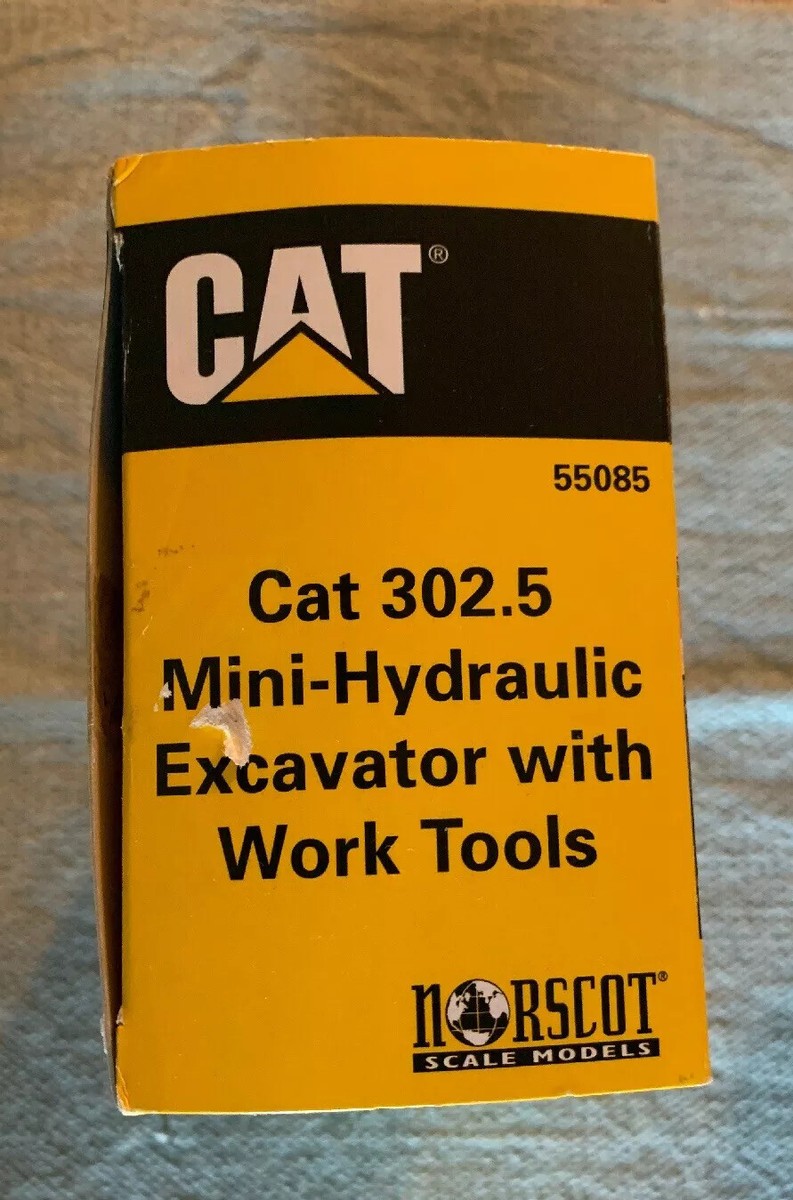 CAT®
55085
Cat 302.5
Mini-Hydraulic
Excavator with
Work Tools
NORSCOT®
SCALE MODELS